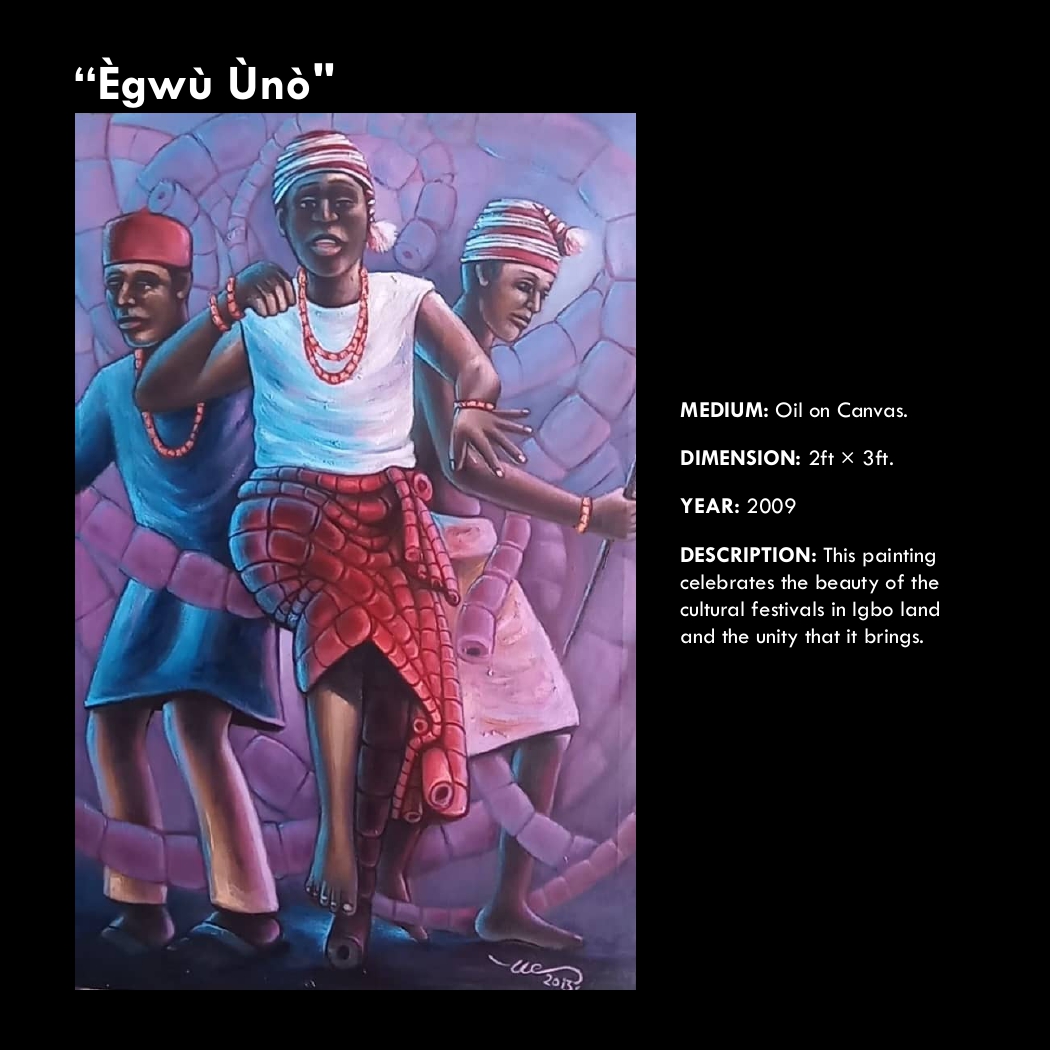 “Ègwù Ùnò"
MEDIUM: Oil on Canvas.
DIMENSION: 2ft × 3ft.
YEAR: 2009
DESCRIPTION: This painting
celebrates the beauty of the
cultural festivals in Igbo land
and the unity that it brings.
2013